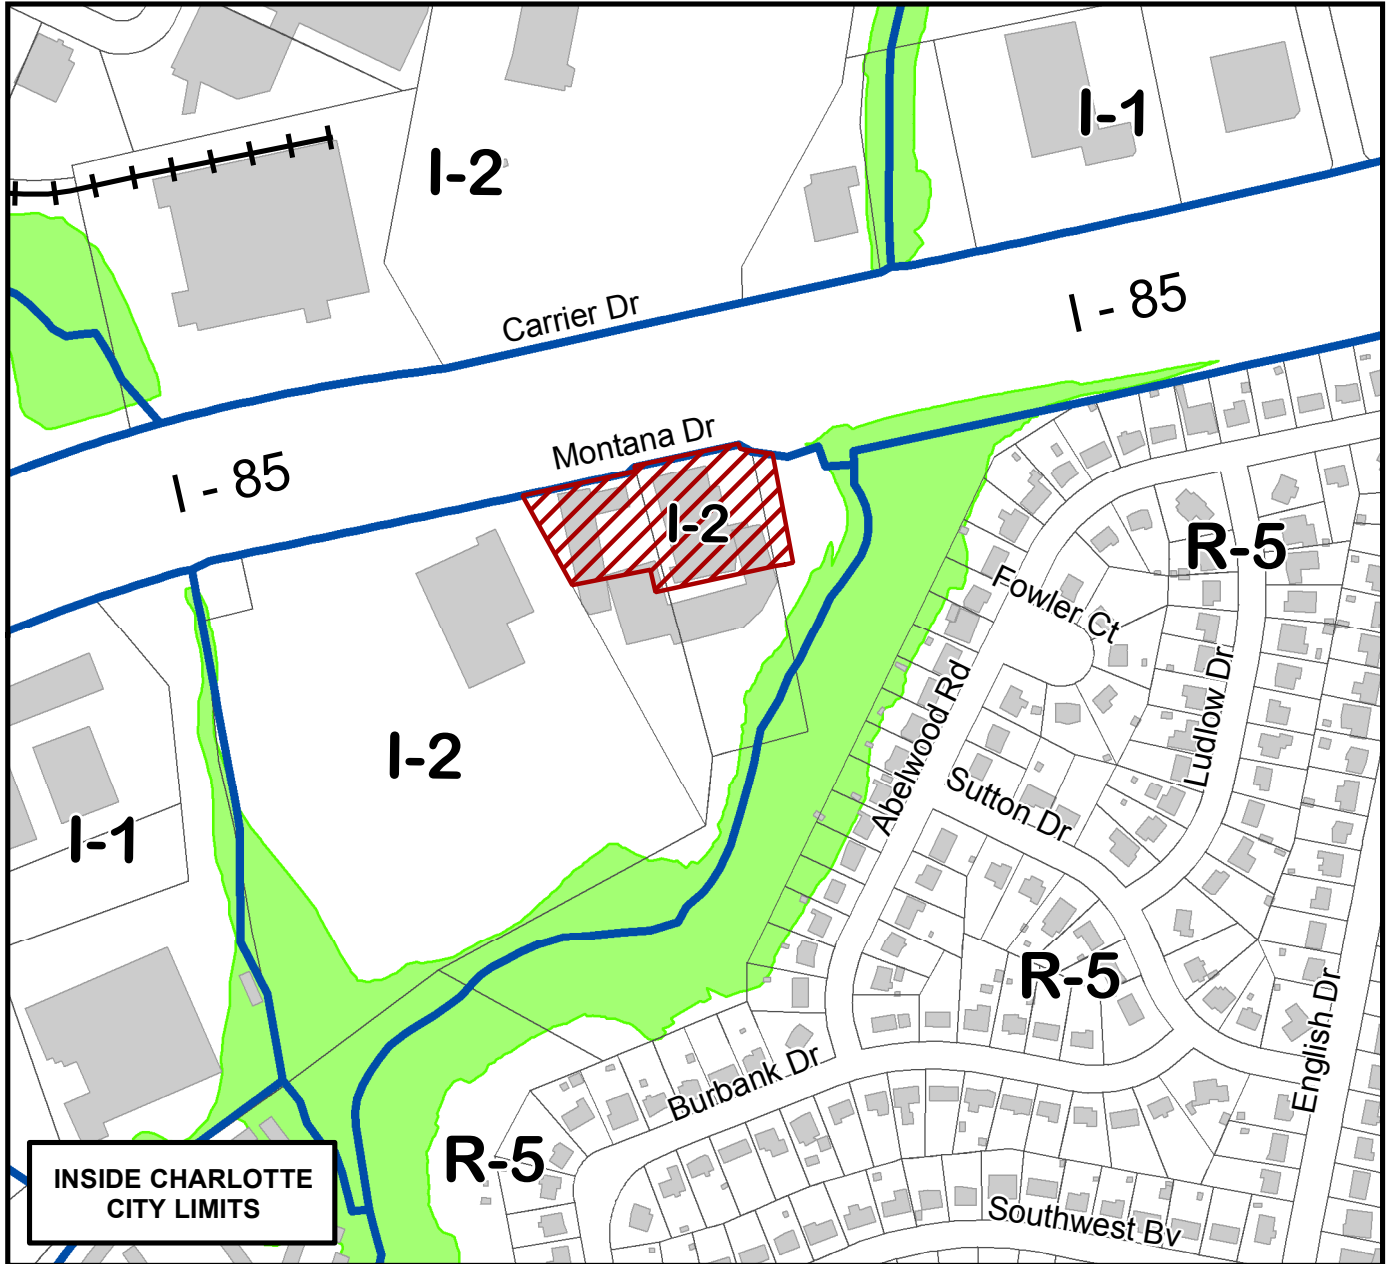 I-1
I-2
I - 85
Carrier Dr
Montana Dr
I - 85
I-2
R-5
Fowler Ct
Ludlow Dr
Abelwood Rd
I-2
Sutton Dr
I-1
R-5
English Dr
Burbank Dr
R-5
INSIDE CHARLOTTE
CITY LIMITS
Southwest Bv